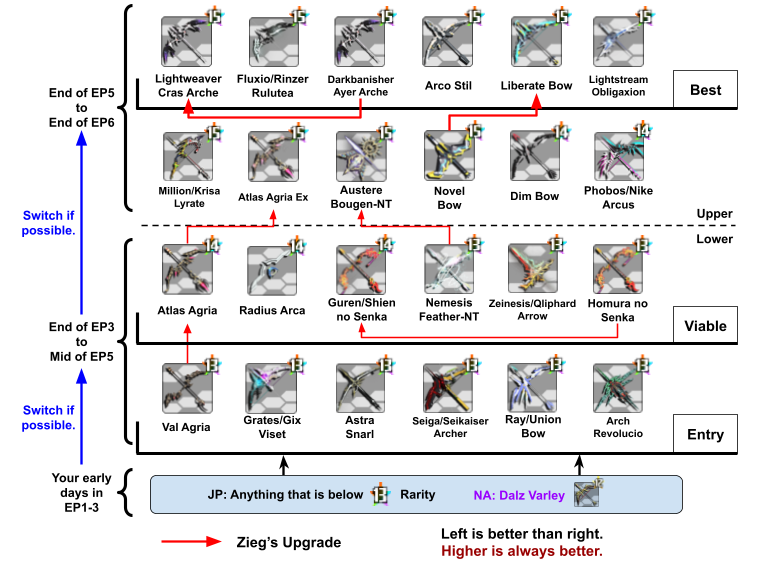 15
15
15
15
15
15
Lightweaver
Cras Arche
Fluxio/Rinzer
Rulutea
Darkbanisher
Ayer Arche
Arco Stil
Liberate Bow
Lightstream
Obligaxion
Best
End of EP5
to
End of EP6
15
15
15
15
15
14
Million/Krisa
Lyrate
Atlas Agria Ex
Austere
Bougen-NT
Novel
Bow
Dim Bow
Phobos/Nike
Arcus
Switch if
possible.
Upper
Lower
14
14
14
13
13
13
Atlas Agria
Radius Arca
Guren/Shien
no Senka
Nemesis
Feather-NT
Zeinesis/Qliphard
Arrow
Homura no
Senka
Viable
End of EP3
to
Mid of EP5
13
13
13
13
13
13
Val Agria
Grates/Gix
Viset
Astra
Snarl
Seiga/Seikaiser
Archer
Ray/Union
Bow
Arch
Revolucio
Entry
Switch if
possible.
Your early
days in
EP1-3
JP: Anything that is below 13 Rarity
NA: Dalz Varley 12
Zieg's Upgrade
Left is better than right.
Higher is always better.